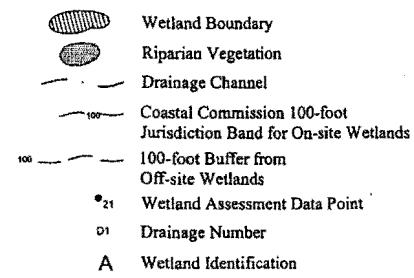 Wetland Boundary
Riparian Vegetation
Drainage Channel
100 Coastal Commission 100-foot
Jurisdiction Band for On-site Wetlands
100 100-foot Buffer from
Off-site Wetlands
21 Wetland Assessment Data Point
D1 Drainage Number
A Wetland Identification